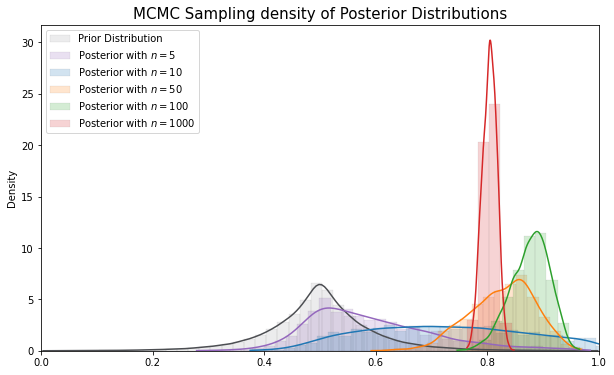 MCMC Sampling density of Posterior Distributions
30
25
20
15
10
5
0
Density
Prior Distribution
Posterior with n = 5
Posterior with n = 10
Posterior with n = 50
Posterior with n = 100
Posterior with n = 1000
0.0 0.2 0.4 0.6 0.8 1.0